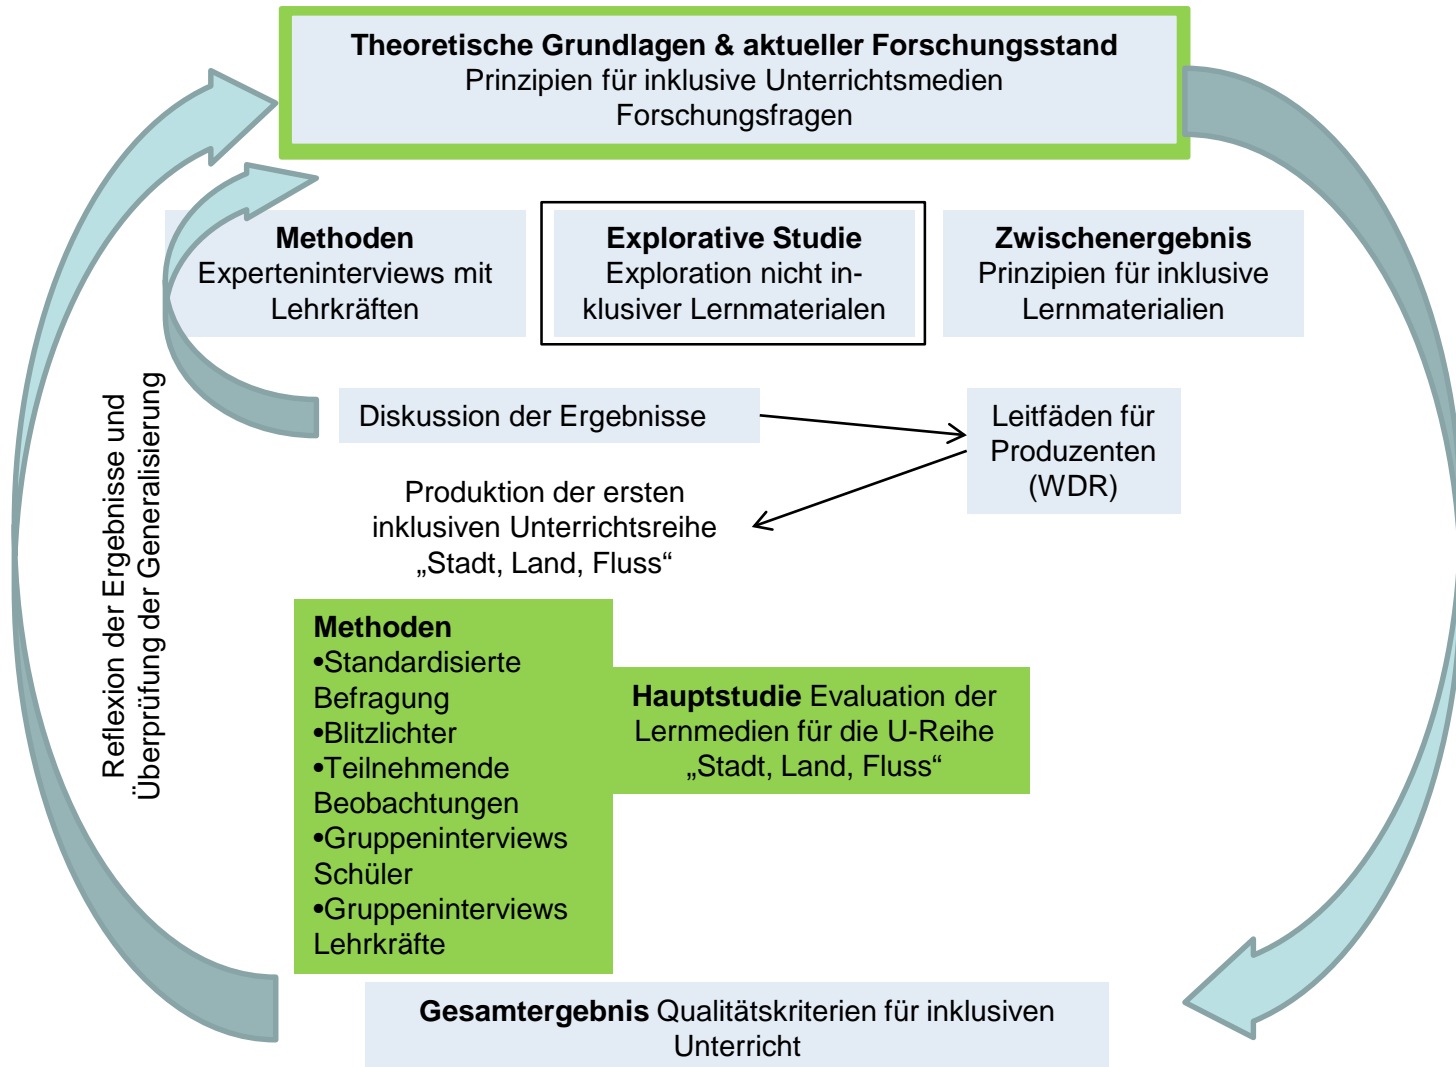 Theoretische Grundlagen & aktueller Forschungsstand
Prinzipien für inklusive Unterrichtsmedien
Forschungsfragen
Methoden
Experteninterviews mit
Lehrkräften
Explorative Studie
Exploration nicht in-
klusiver Lernmaterialen
Zwischenergebnis
Prinzipien für inklusive
Lernmaterialien
Diskussion der Ergebnisse
Leitfäden für
Produzenten
(WDR)
Produktion der ersten
inklusiven Unterrichtsreihe
„Stadt, Land, Fluss“
Reflexion der Ergebnisse und
Überprüfung der Generalisierung
Methoden
•Standardisierte
Befragung
•Blitzlichter
•Teilnehmende
Beobachtungen
•Gruppeninterviews
Schüler
•Gruppeninterviews
Lehrkräfte
Hauptstudie Evaluation der
Lernmedien für die U-Reihe
„Stadt, Land, Fluss“
Gesamtergebnis Qualitätskriterien für inklusiven
Unterricht